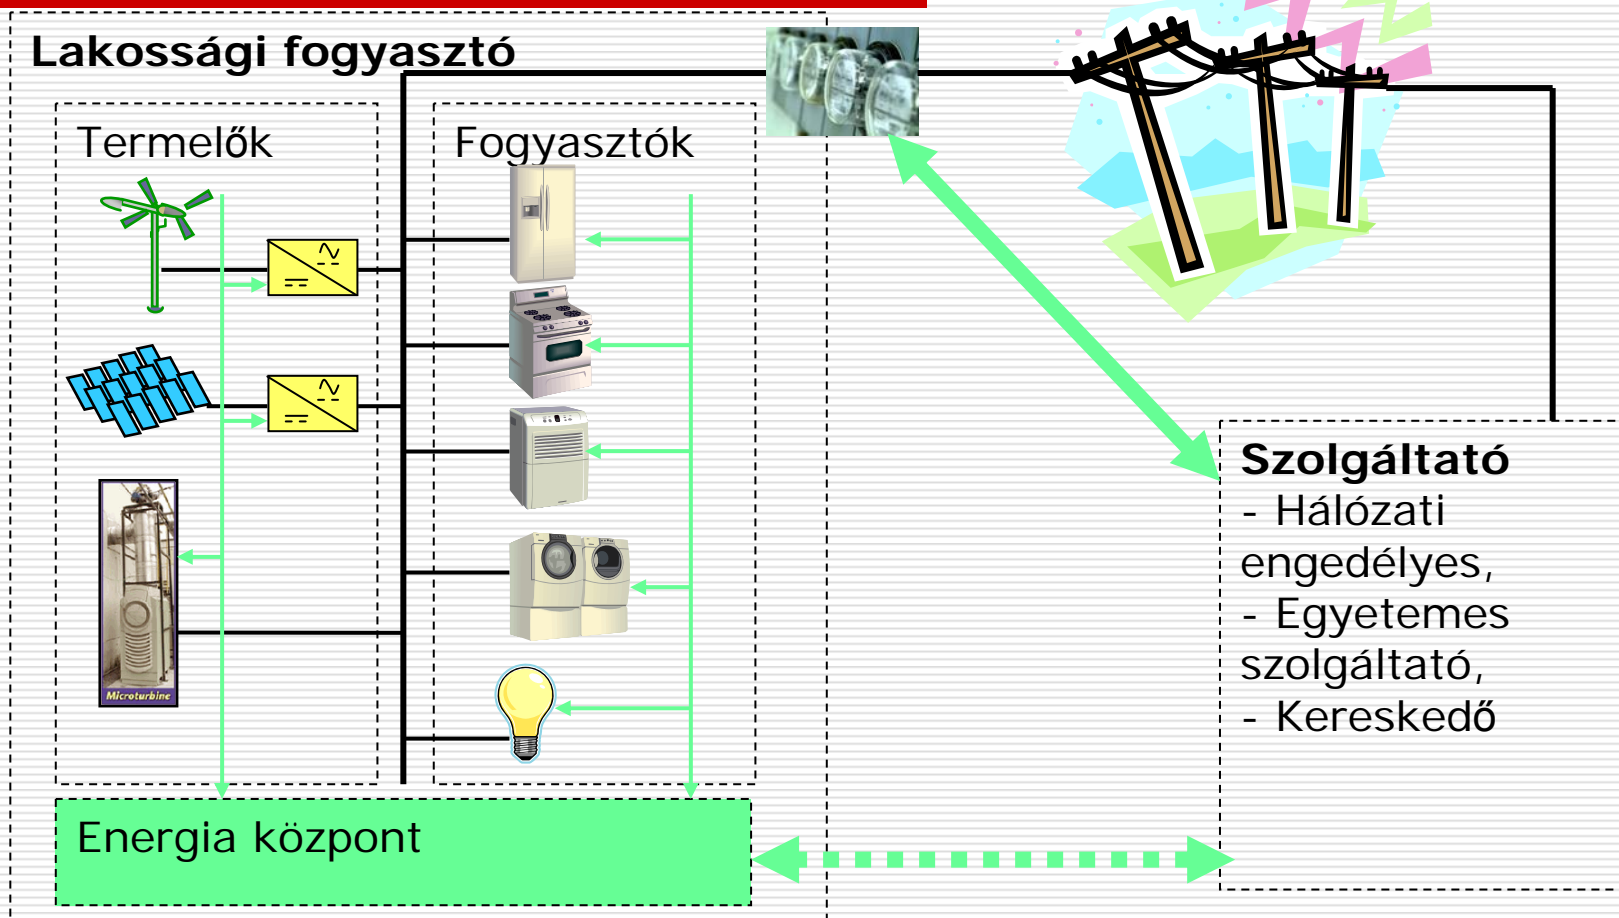 Lakossági fogyasztó
Termelők
Fogyasztók
Microturbine
Energia központ
Szolgáltató
- Hálózati
engedélyes,
- Egyetemes
szolgáltató,
- Kereskedő